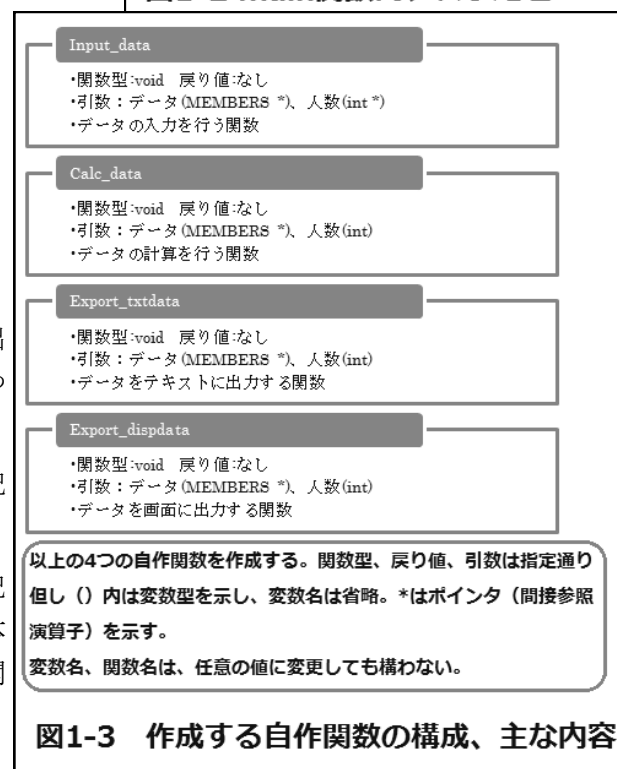 Input_data
・関数型:void 戻り値:なし
・引数:データ(MEMBERS *)、人数(int *)
・データの入力を行う関数
Calc_data
・関数型:void 戻り値:なし
・引数:データ(MEMBERS *)、人数(int)
・データの計算を行う関数
Export_txtdata
・関数型:void 戻り値:なし
・引数:データ(MEMBERS *)、人数(int)
・データをテキストに出力する関数
Export_dispdata
・関数型:void 戻り値:なし
・引数:データ(MEMBERS *)、人数(int)
・データを画面に出力する関数
以上の4つの自作関数を作成する。関数型、戻り値、引数は指定通り
但し()内は変数型を示し、変数名は省略。*はポインタ(間接参照
演算子)を示す。
変数名、関数名は、任意の値に変更しても構わない。
図1-3 作成する自作関数の構成、主な内容